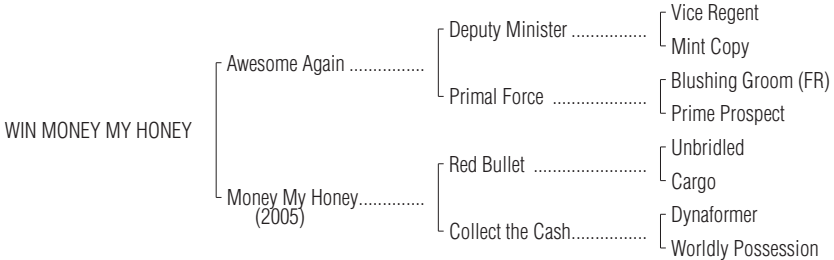 Vice Regent
Deputy Minister ................
Mint Copy
Awesome Again ................
Blushing Groom (FR)
Primal Force ....................
Prime Prospect
WIN MONEY MY HONEY
Unbridled
Red Bullet ........................
Cargo
Money My Honey..............
(2005)
Dynaformer
Collect the Cash................
Worldly Possession